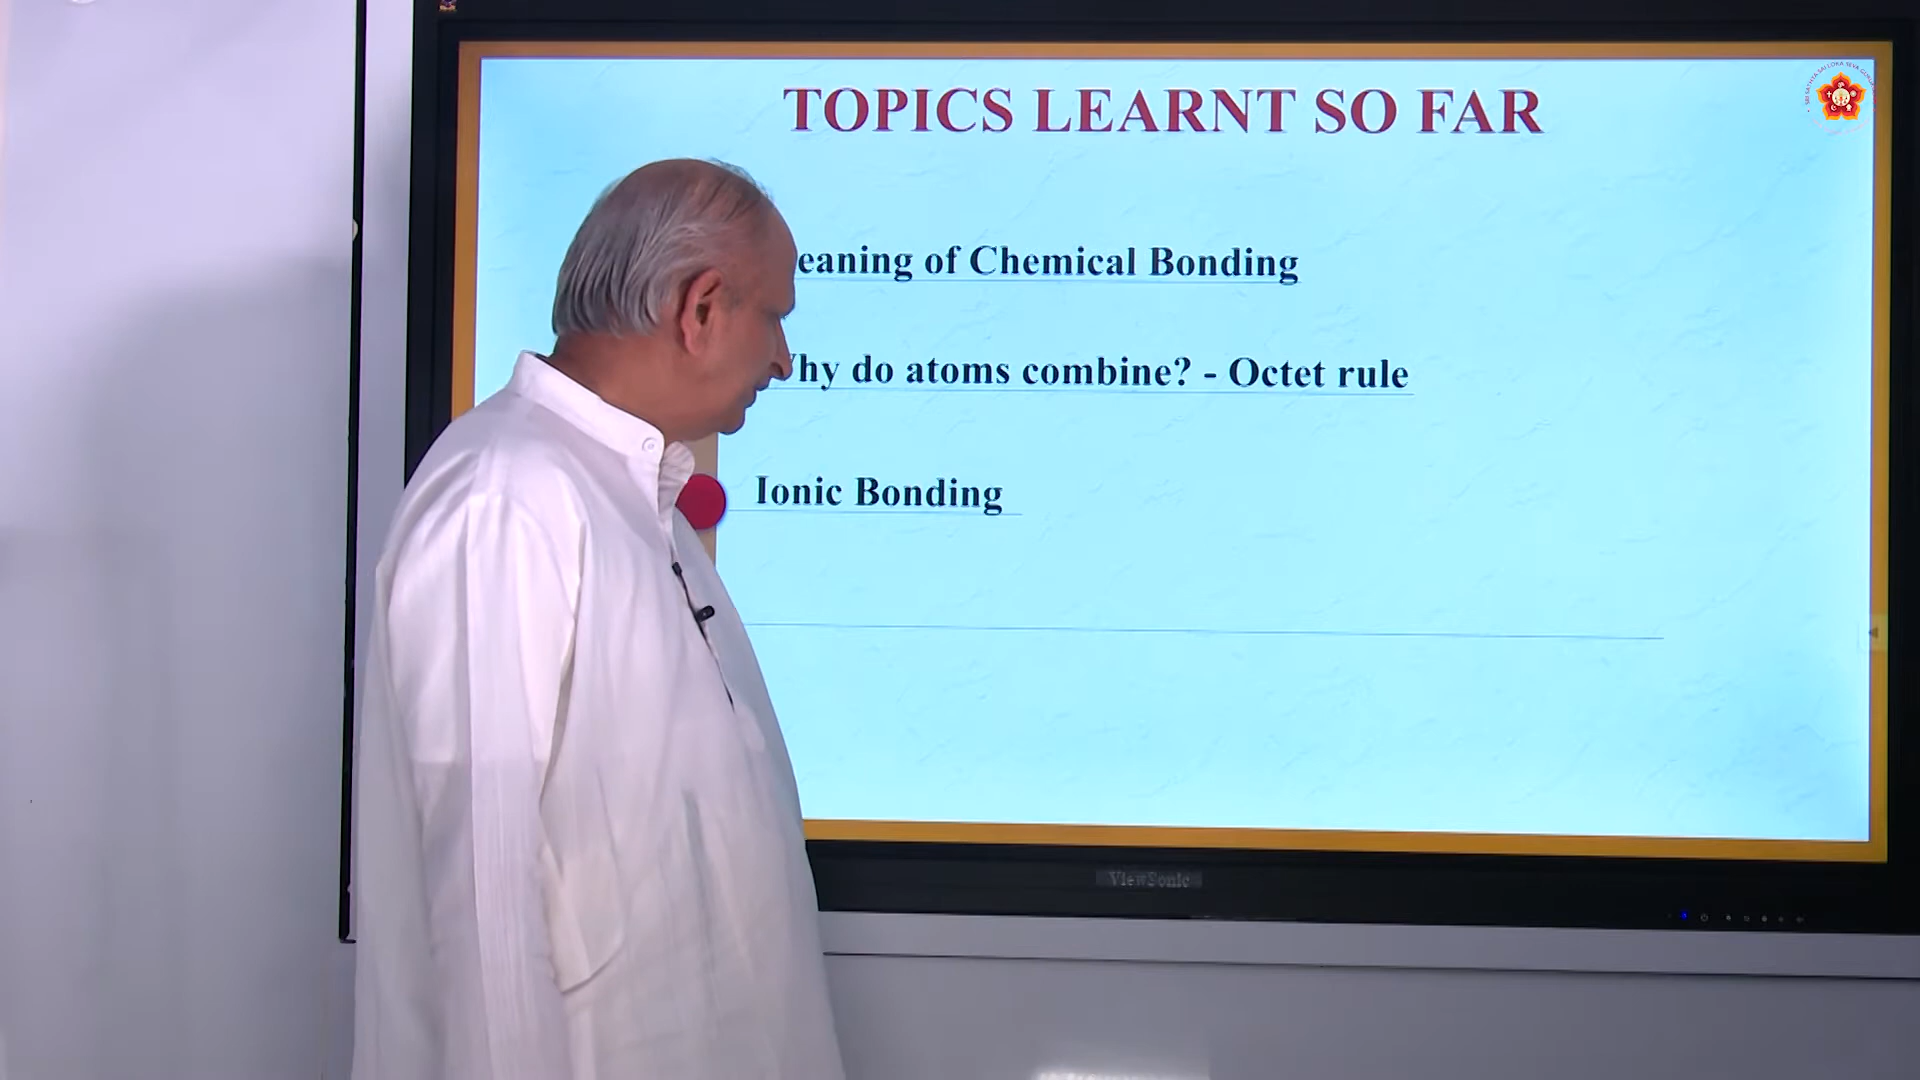 TOPICS LEARNT SO FAR
eaning of Chemical Bonding
hy do atoms combine? - Octet rule
Ionic Bonding
ViewSonic